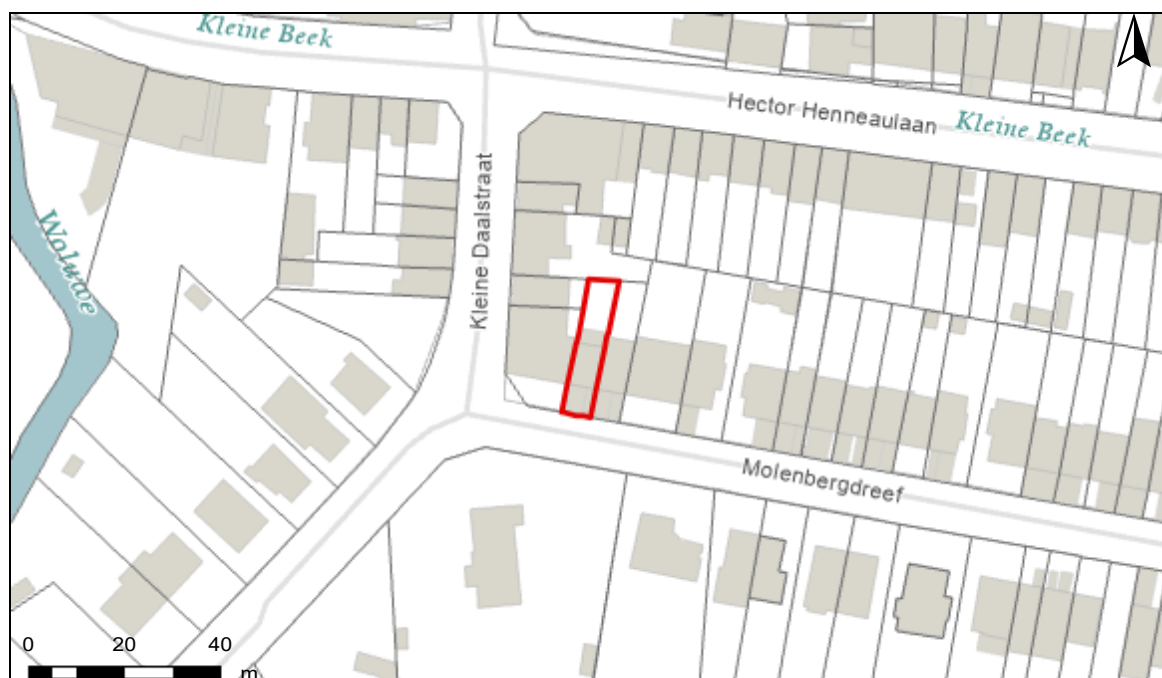 Kleine Beek
Hector Henneaulaan
Kleine Beek
Kleine Daalstraat
Woluwe
Molenbergdreef
0 20 40
m